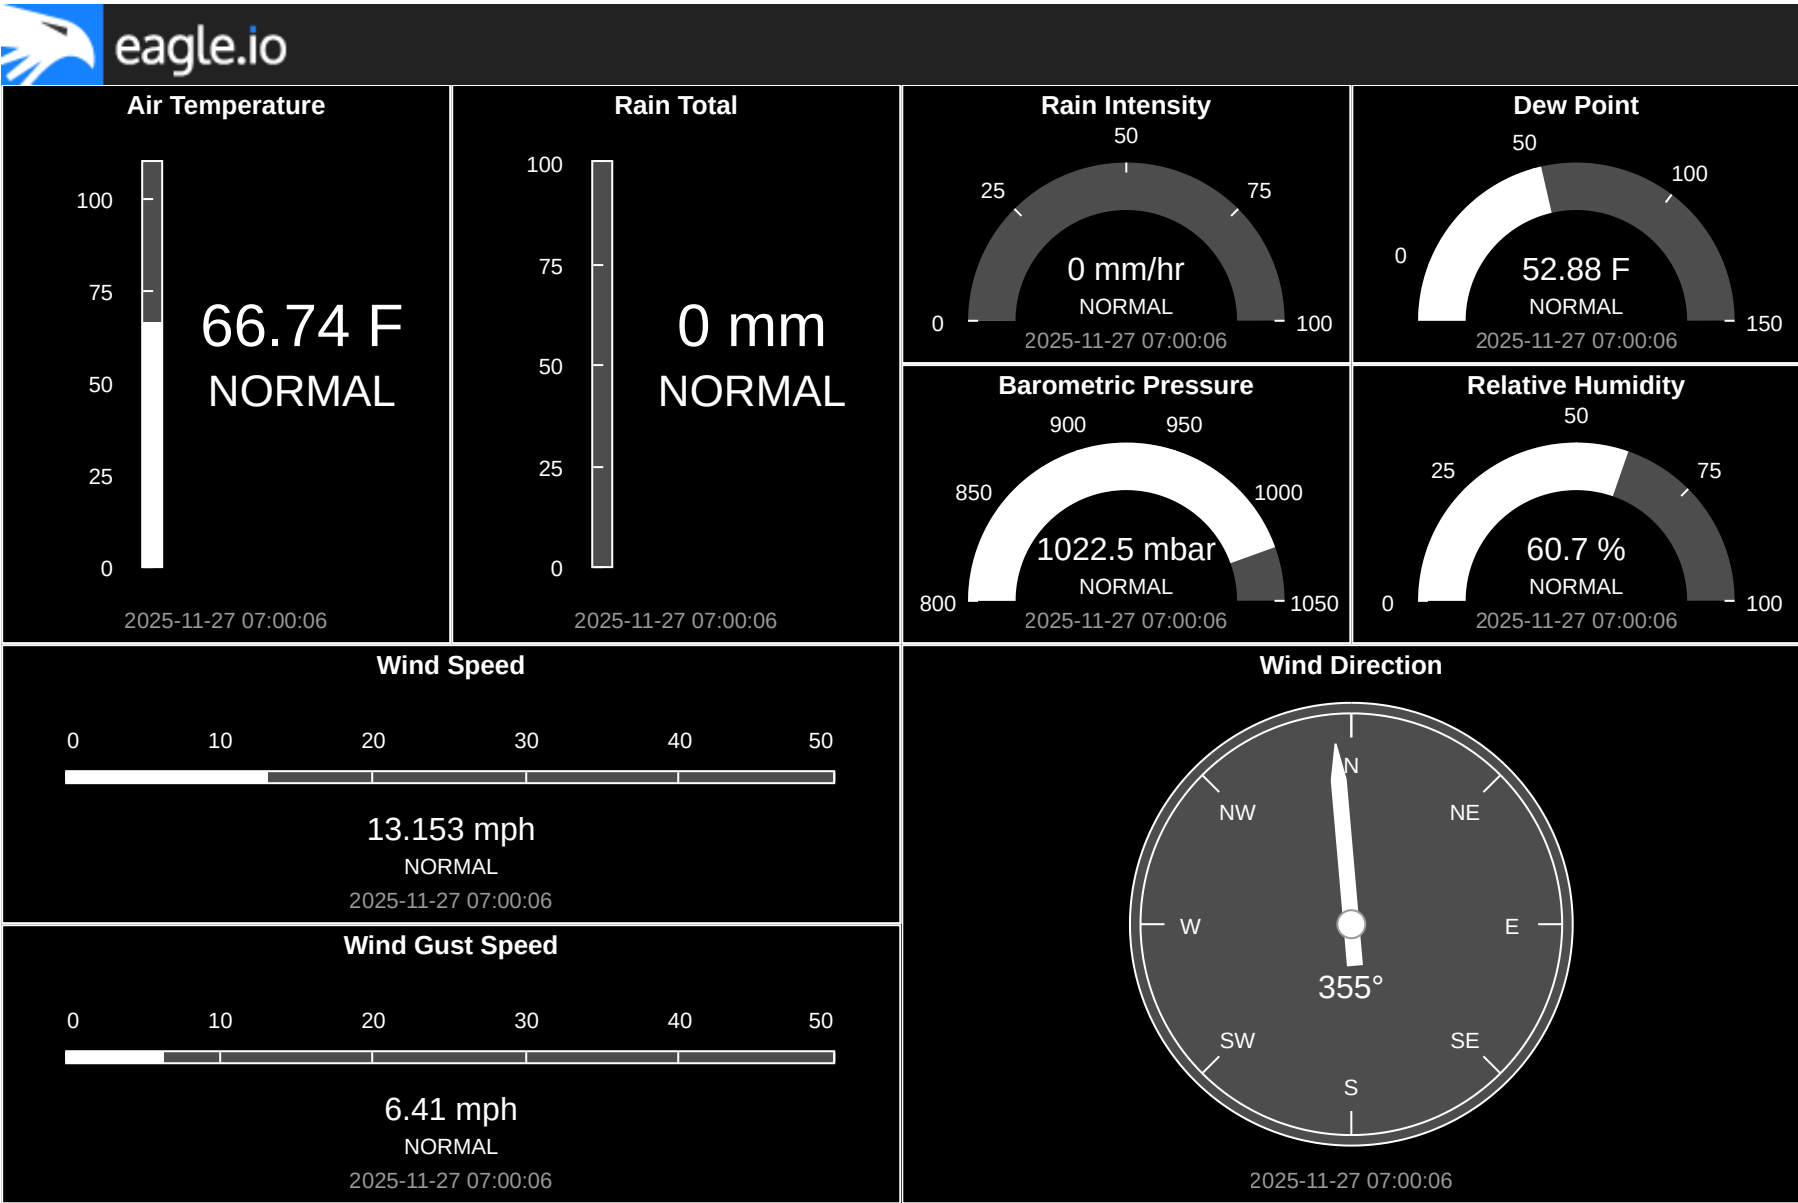 eagle.io
Air Temperature
100
75
50
25
0
66.74 F
NORMAL
2025-11-27 07:00:06
Rain Total
100
75
50
25
0
0 mm
NORMAL
2025-11-27 07:00:06
Rain Intensity
0
25
50
75
100
0 mm/hr
NORMAL
2025-11-27 07:00:06
Dew Point
0
50
100
150
52.88 F
NORMAL
2025-11-27 07:00:06
Barometric Pressure
800
850
900
950
1000
1050
1022.5 mbar
NORMAL
2025-11-27 07:00:06
Relative Humidity
0
25
50
75
100
60.7 %
NORMAL
2025-11-27 07:00:06
Wind Speed
0 10 20 30 40 50
13.153 mph
NORMAL
2025-11-27 07:00:06
Wind Gust Speed
0 10 20 30 40 50
6.41 mph
NORMAL
2025-11-27 07:00:06
Wind Direction
N
NW NE
W E
355°
SW SE
S
2025-11-27 07:00:06